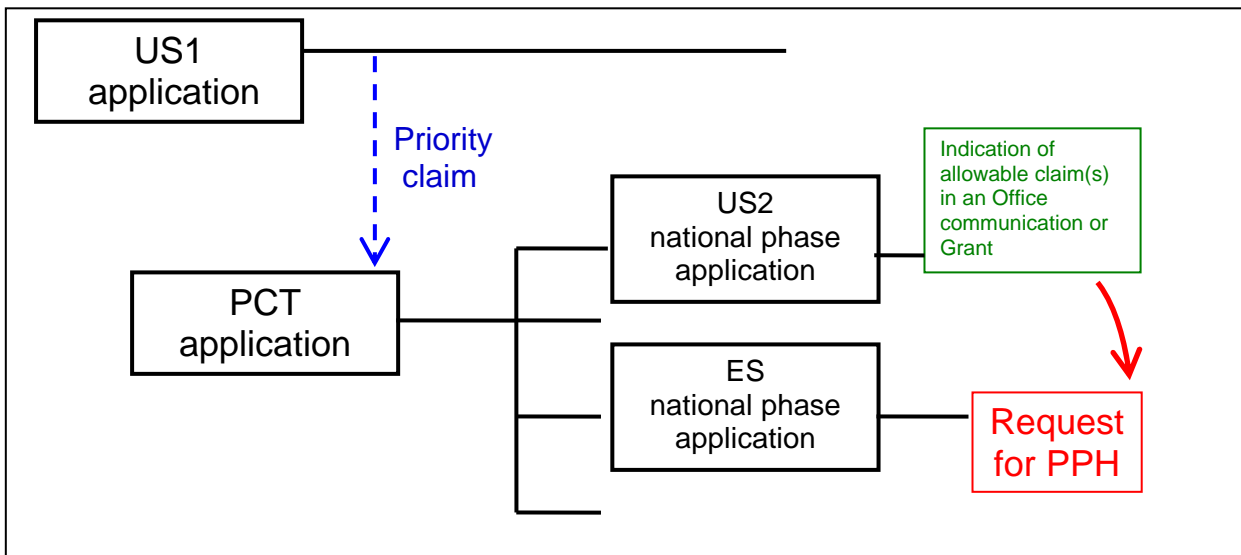 US1
application
Priority
claim
PCT
application
US2
national phase
application
Indication of
allowable claim(s)
in an Office
communication or
Grant
ES
national phase
application
Request
for PPH